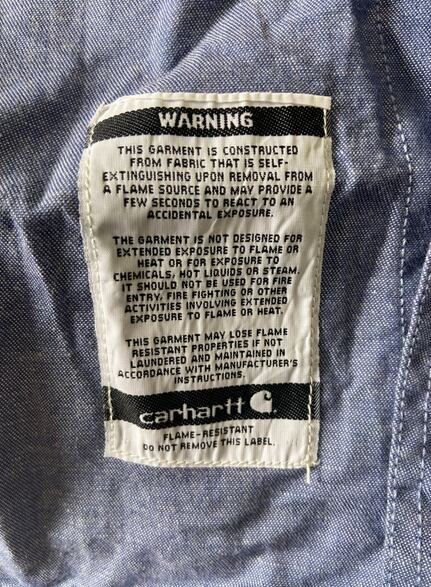 WARNING
THIS GARMENT IS CONSTRUCTED
FROM FABRIC THAT IS SELF-
EXTINGUISHING UPON REMOVAL FROM
A FLAME SOURCE AND MAY PROVIDE A
FEW SECONDS TO REACT TO AN
ACCIDENTAL EXPOSURE.
THE GARMENT IS NOT DESIGNED FOR
EXTENDED EXPOSURE TO FLAME OR
HEAT OR FOR EXPOSURE TO
CHEMICALS, HOT LIQUIDS OR STEAM.
IT SHOULD NOT BE USED FOR FIRE
ENTRY, FIRE FIGHTING OR OTHER
ACTIVITIES INVOLVING EXTENDED
EXPOSURE TO FLAME OR HEAT.
THIS GARMENT MAY LOSE FLAME
RESISTANT PROPERTIES IF NOT
LAUNDERED AND MAINTAINED IN
ACCORDANCE WITH MANUFACTURER'S
INSTRUCTIONS.
carhartt
FLAME-RESISTANT
DO NOT REMOVE THIS LABEL.